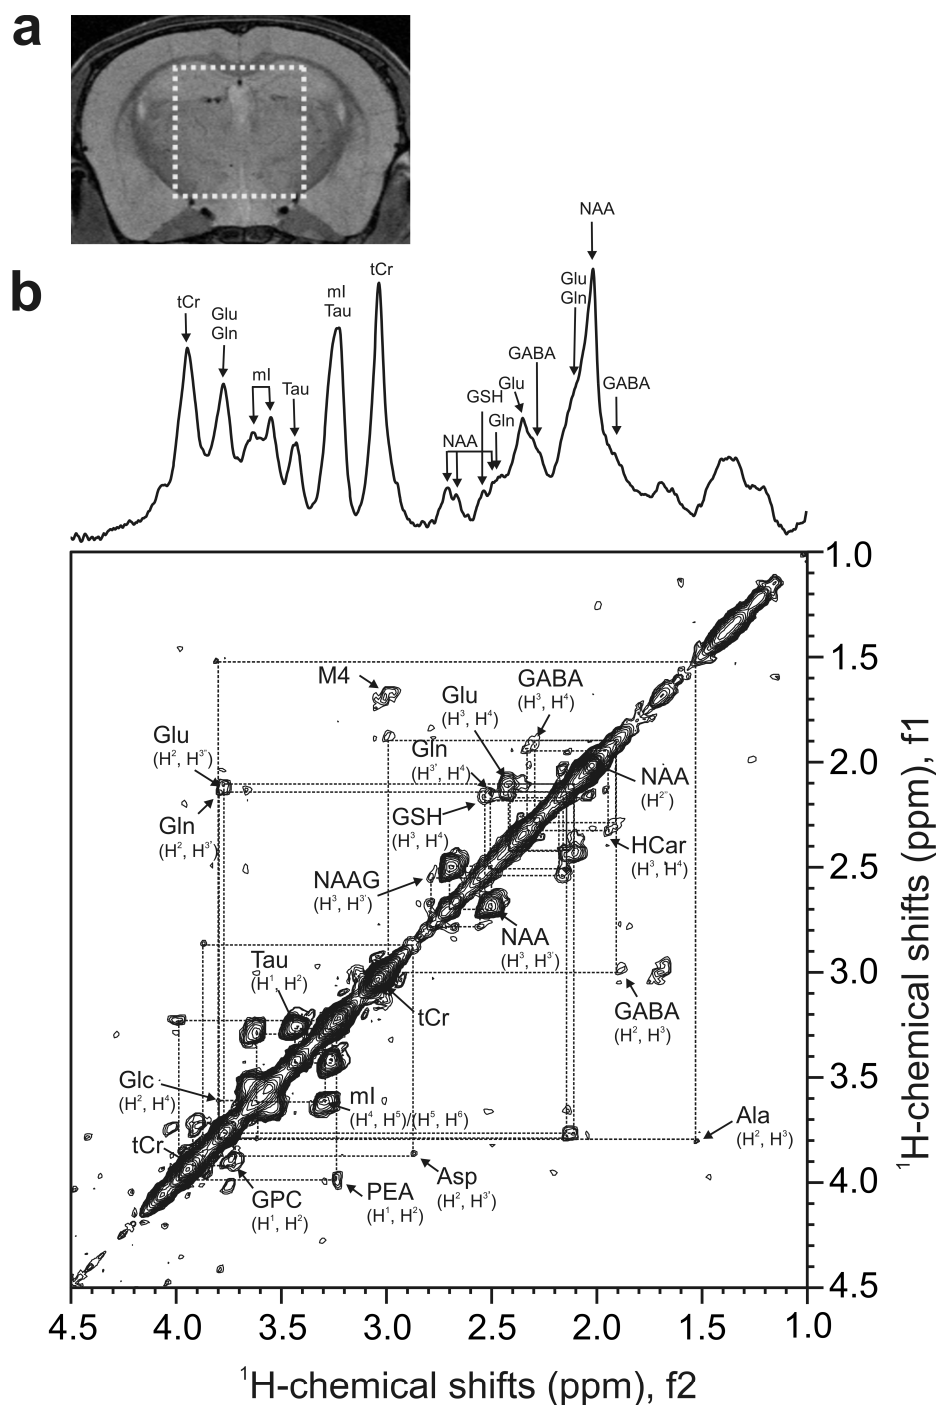 a
b
NAA
tCr
tCr
Glu
Gln
mI
Tau
mI
Tau
Glu
Gln
GABA
GABA
Glu
GSH
Gln
NAA
1.0
1.5
2.0
2.5
3.0
3.5
4.0
4.5
¹H-chemical shifts (ppm), f1
M4
GABA
(H³, H⁴)
Glu
(H³, H⁴)
Glu
(H², H³')
Gln
(H³', H⁴)
NAA
(H²')
Gln
(H², H³')
GSH
(H³, H⁴)
HCar
(H³, H⁴)
NAAG
(H³, H³')
NAA
(H³, H³')
Tau
(H¹, H²)
tCr
GABA
(H², H³)
Glc
(H², H⁴)
mI
(H⁴, H⁵)/(H⁵, H⁶)
Ala
(H², H³)
tCr
Asp
(H², H³')
GPC
(H¹, H²)
PEA
(H¹, H²)
4.5 4.0 3.5 3.0 2.5 2.0 1.5 1.0
¹H-chemical shifts (ppm), f2